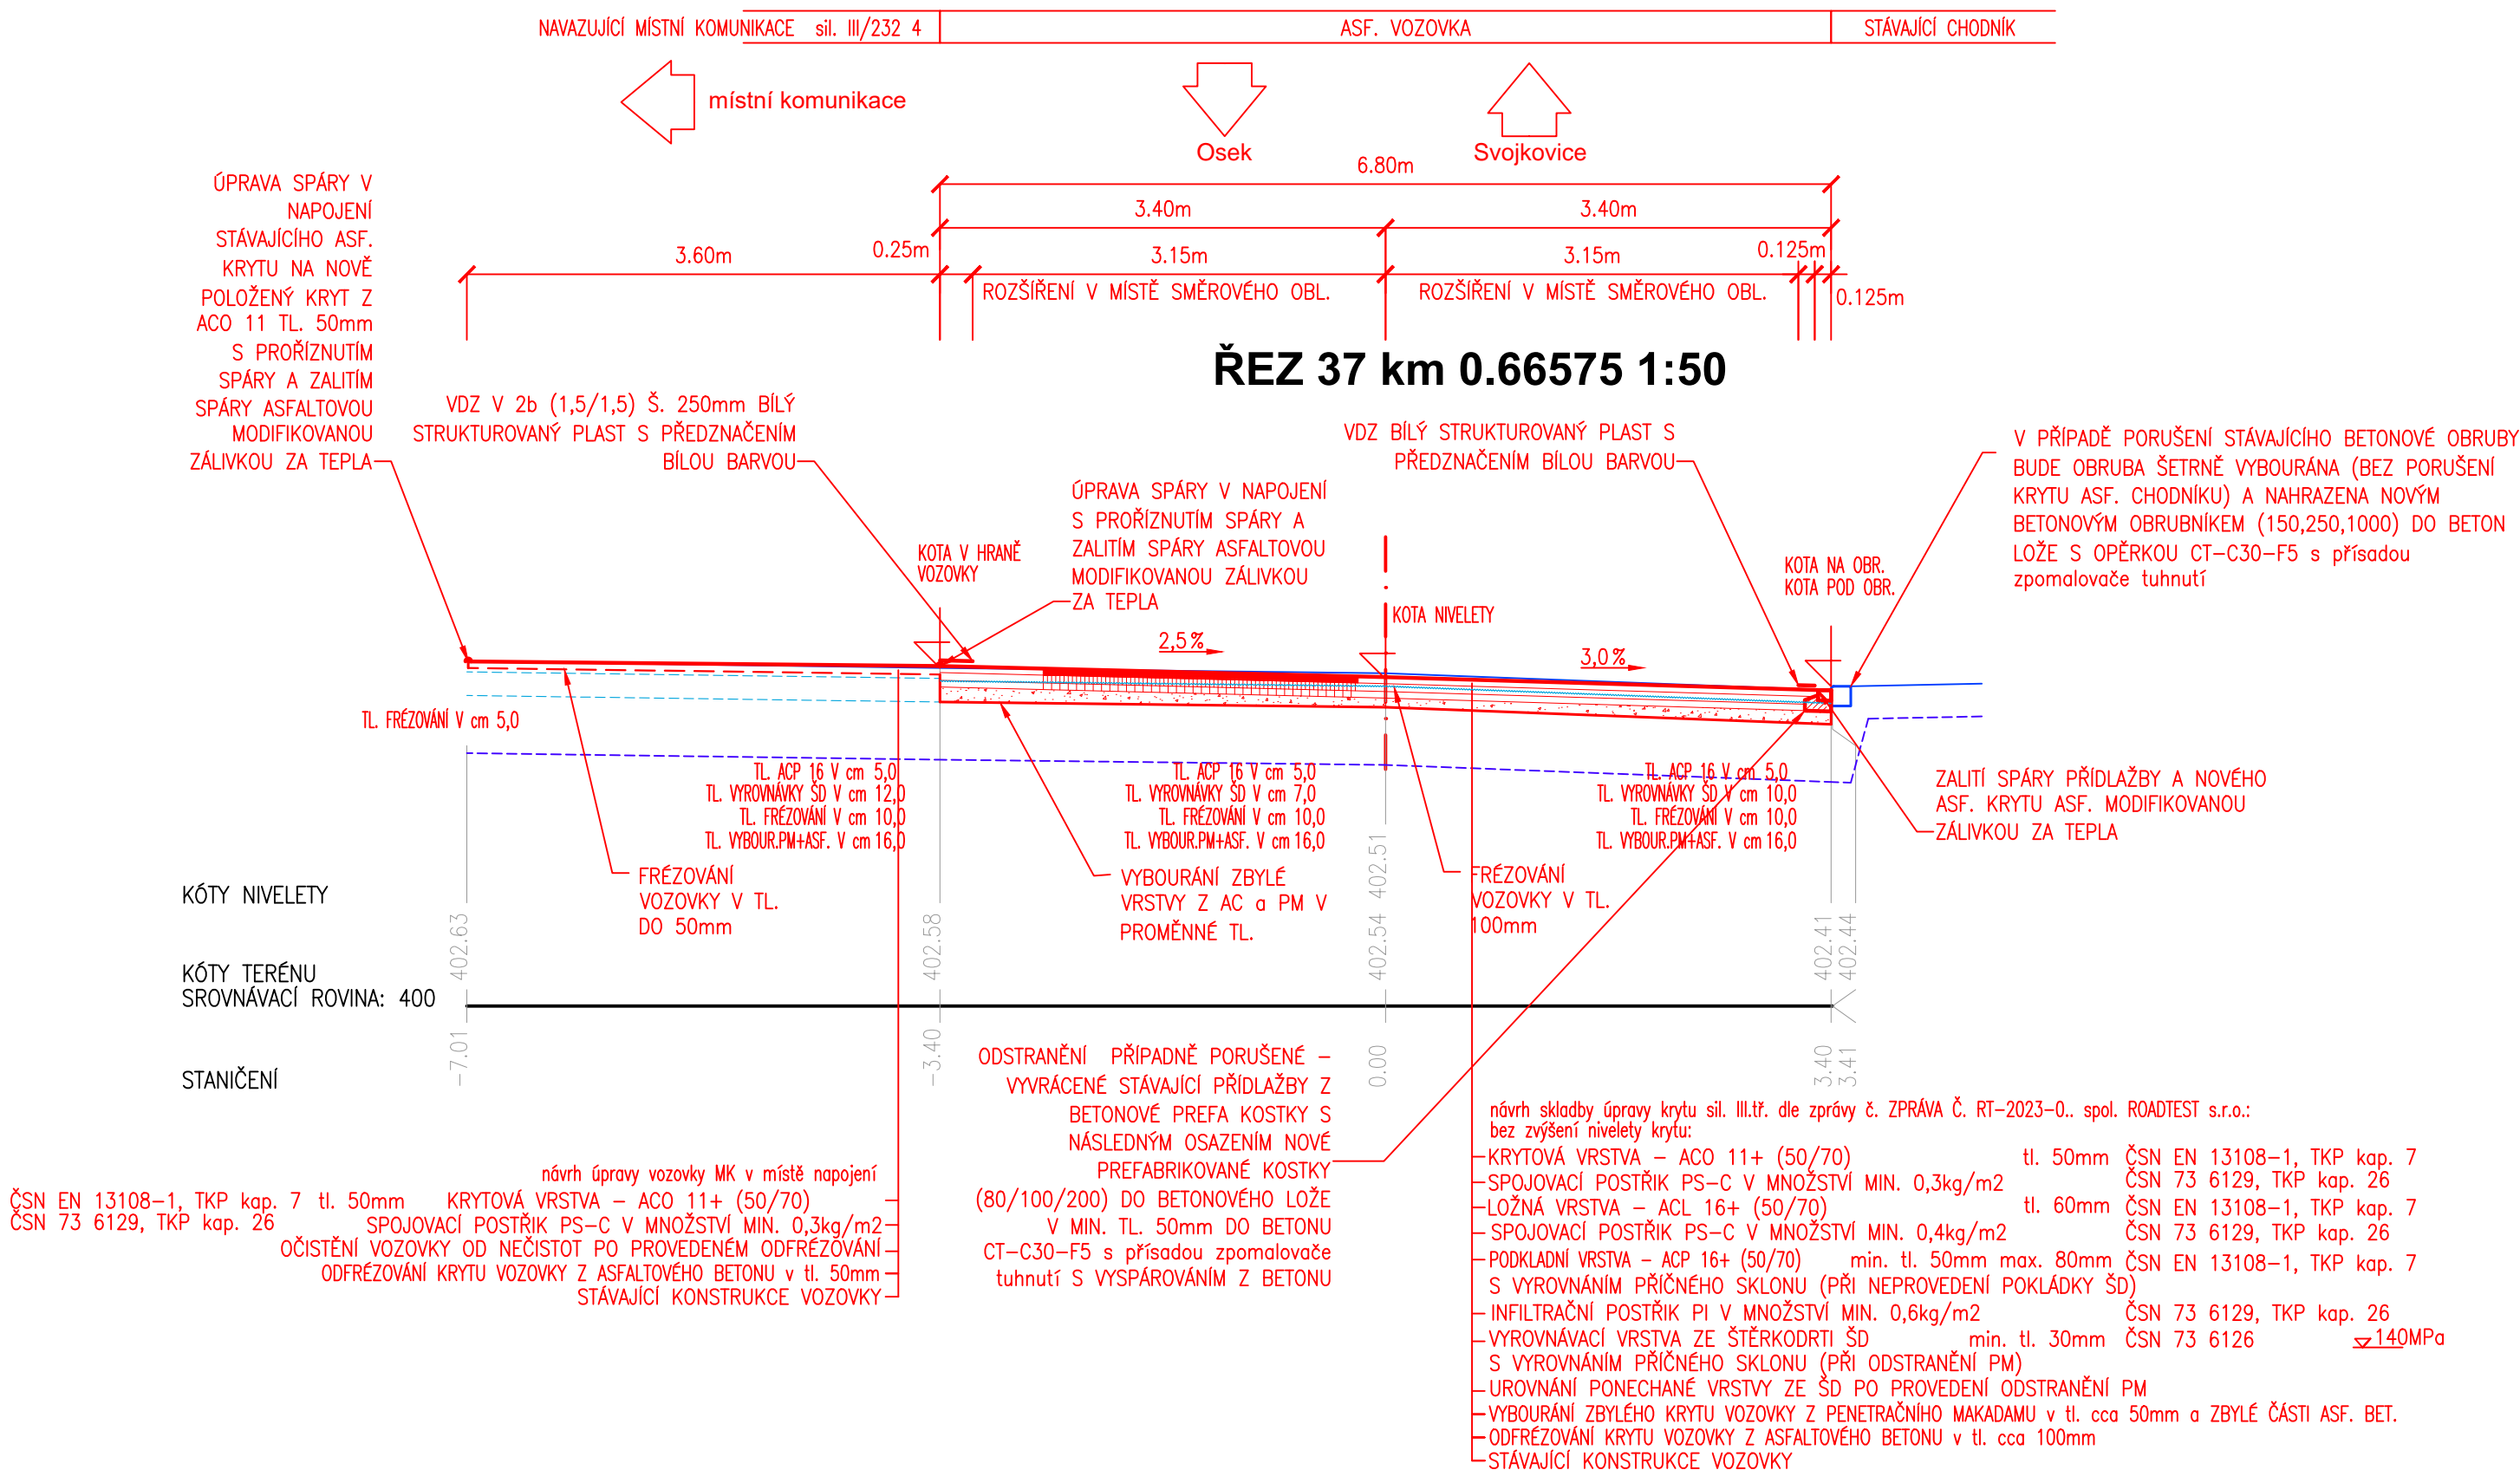 NAVAZUJÍCÍ MÍSTNÍ KOMUNIKACE sil. III/232 4
ASF. VOZOVKA
STÁVAJÍCÍ CHODNÍK
místní komunikace
Osek
Svojkovice
6.80m
3.40m
3.40m
3.60m
0.25m
3.15m
3.15m
0.125m
0.125m
ROZŠÍŘENÍ V MÍSTĚ SMĚROVÉHO OBL.
ROZŠÍŘENÍ V MÍSTĚ SMĚROVÉHO OBL.
ÚPRAVA SPÁRY V
NAPOJENÍ
STÁVAJÍCÍHO ASF.
KRYTU NA NOVĚ
POLOŽENÝ KRYT Z
ACO 11 TL. 50mm
S PROŘÍZNUTÍM
SPÁRY A ZALITÍM
SPÁRY ASFALTOVOU
MODIFIKOVANOU
ZÁLIVKOU ZA TEPLA
ŘEZ 37 km 0.66575 1:50
VDZ V 2b (1,5/1,5) Š. 250mm BÍLÝ
STRUKTUROVANÝ PLAST S PŘEDZNAČENÍM
BÍLOU BARVOU
ÚPRAVA SPÁRY V NAPOJENÍ
S PROŘÍZNUTÍM SPÁRY A
ZALITÍM SPÁRY ASFALTOVOU
MODIFIKOVANOU ZÁLIVKOU
ZA TEPLA
VDZ BÍLÝ STRUKTUROVANÝ PLAST S
PŘEDZNAČENÍM BÍLOU BARVOU
V PŘÍPADĚ PORUŠENÍ STÁVAJÍCÍHO BETONOVÉ OBRUBY
BUDE OBRUBA ŠETRNĚ VYBOURÁNA (BEZ PORUŠENÍ
KRYTU ASF. CHODNÍKU) A NAHRAZENA NOVÝM
BETONOVÝM OBRUBNÍKEM (150,250,1000) DO BETON
LOŽE S OPĚRKOU CT-C30-F5 s přísadou
zpomalovače tuhnutí
KOTA V HRANĚ
VOZOVKY
KOTA NIVELETY
KOTA NA OBR.
KOTA POD OBR.
2,5%
3,0%
TL. FRÉZOVÁNÍ V cm 5,0
TL. ACP 16 V cm 5,0
TL. VYROVNÁVKY ŠD V cm 12,0
TL. FRÉZOVÁNÍ V cm 10,0
TL. VYBOUR.PM+ASF. V cm 16,0
TL. ACP 16 V cm 5,0
TL. VYROVNÁVKY ŠD V cm 7,0
TL. FRÉZOVÁNÍ V cm 10,0
TL. VYBOUR.PM+ASF. V cm 16,0
TL. ACP 16 V cm 5,0
TL. VYROVNÁVKY ŠD V cm 10,0
TL. FRÉZOVÁNÍ V cm 10,0
TL. VYBOUR.PM+ASF. V cm 16,0
ZALITÍ SPÁRY PŘÍDLAŽBY A NOVÉHO
ASF. KRYTU ASF. MODIFIKOVANOU
ZÁLIVKOU ZA TEPLA
FRÉZOVÁNÍ
VOZOVKY V TL.
DO 50mm
VYBOURÁNÍ ZBYLÉ
VRSTVY Z AC a PM V
PROMĚNNÉ TL.
FRÉZOVÁNÍ
VOZOVKY V TL.
100mm
KÓTY NIVELETY
402.51
KÓTY TERÉNU
402.63
402.58
402.54
402.41
402.44
SROVNÁVACÍ ROVINA: 400
STANIČENÍ
-7.01
-3.40
0.00
3.40
3.41
ODSTRANĚNÍ PŘÍPADNĚ PORUŠENÉ -
VYVRÁCENÉ STÁVAJÍCÍ PŘÍDLAŽBY Z
BETONOVÉ PREFA KOSTKY S
NÁSLEDNÝM OSAZENÍM NOVÉ
PREFABRIKOVANÉ KOSTKY
(80/100/200) DO BETONOVÉHO LOŽE
V MIN. TL. 50mm DO BETONU
CT-C30-F5 s přísadou zpomalovače
tuhnutí S VYSPÁROVÁNÍM Z BETONU
návrh úpravy vozovky MK v místě napojení
ČSN EN 13108-1, TKP kap. 7 tl. 50mm KRYTOVÁ VRSTVA - ACO 11+ (50/70)
ČSN 73 6129, TKP kap. 26 SPOJOVACÍ POSTŘIK PS-C V MNOŽSTVÍ MIN. 0,3kg/m2
OČISTĚNÍ VOZOVKY OD NEČISTOT PO PROVEDENÉM ODFRÉZOVÁNÍ
ODFRÉZOVÁNÍ KRYTU VOZOVKY Z ASFALTOVÉHO BETONU v tl. 50mm
STÁVAJÍCÍ KONSTRUKCE VOZOVKY
návrh skladby úpravy krytu sil. III.tř. dle zprávy č. ZPRÁVA Č. RT-2023-0.. spol. ROADTEST s.r.o.:
bez zvýšení nivelety krytu:
KRYTOVÁ VRSTVA - ACO 11+ (50/70) tl. 50mm ČSN EN 13108-1, TKP kap. 7
SPOJOVACÍ POSTŘIK PS-C V MNOŽSTVÍ MIN. 0,3kg/m2 ČSN 73 6129, TKP kap. 26
LOŽNÁ VRSTVA - ACL 16+ (50/70) tl. 60mm ČSN EN 13108-1, TKP kap. 7
SPOJOVACÍ POSTŘIK PS-C V MNOŽSTVÍ MIN. 0,4kg/m2 ČSN 73 6129, TKP kap. 26
PODKLADNÍ VRSTVA - ACP 16+ (50/70) min. tl. 50mm max. 80mm ČSN EN 13108-1, TKP kap. 7
S VYROVNÁNÍM PŘÍČNÉHO SKLONU (PŘI NEPROVEDENÍ POKLÁDKY ŠD)
INFILTRAČNÍ POSTŘIK PI V MNOŽSTVÍ MIN. 0,6kg/m2 ČSN 73 6129, TKP kap. 26
VYROVNÁVACÍ VRSTVA ZE ŠTĚRKODRTI ŠD min. tl. 30mm ČSN 73 6126 140MPa
S VYROVNÁNÍM PŘÍČNÉHO SKLONU (PŘI ODSTRANĚNÍ PM)
UROVNÁNÍ PONECHANÉ VRSTVY ZE ŠD PO PROVEDENÍ ODSTRANĚNÍ PM
VYBOURÁNÍ ZBYLÉHO KRYTU VOZOVKY Z PENETRAČNÍHO MAKADAMU v tl. cca 50mm a ZBYLÉ ČÁSTI ASF. BET.
ODFRÉZOVÁNÍ KRYTU VOZOVKY Z ASFALTOVÉHO BETONU v tl. cca 100mm
STÁVAJÍCÍ KONSTRUKCE VOZOVKY